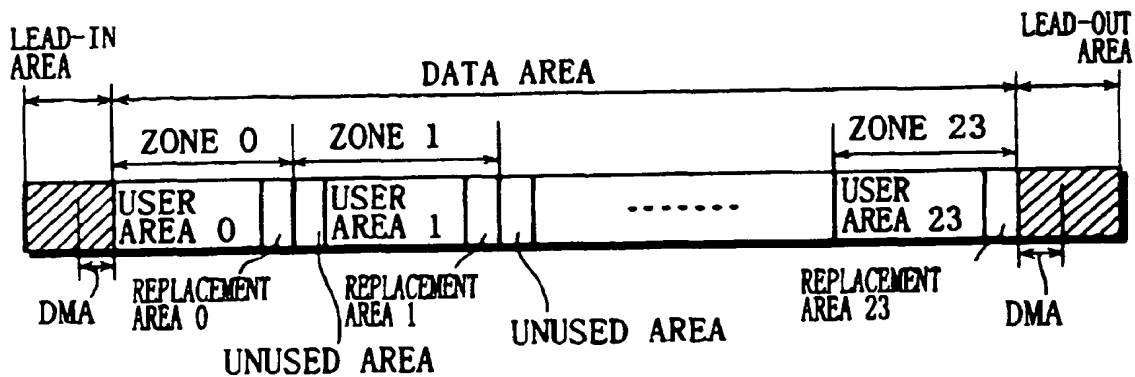 LEAD-IN
AREA
LEAD-OUT
AREA
DATA AREA
ZONE 0
ZONE 1
ZONE 23
USER
AREA 0
USER
AREA 1
USER
AREA 23
DMA
REPLACEMENT
AREA 0
REPLACEMENT
AREA 1
REPLACEMENT
AREA 23
DMA
UNUSED AREA
UNUSED AREA